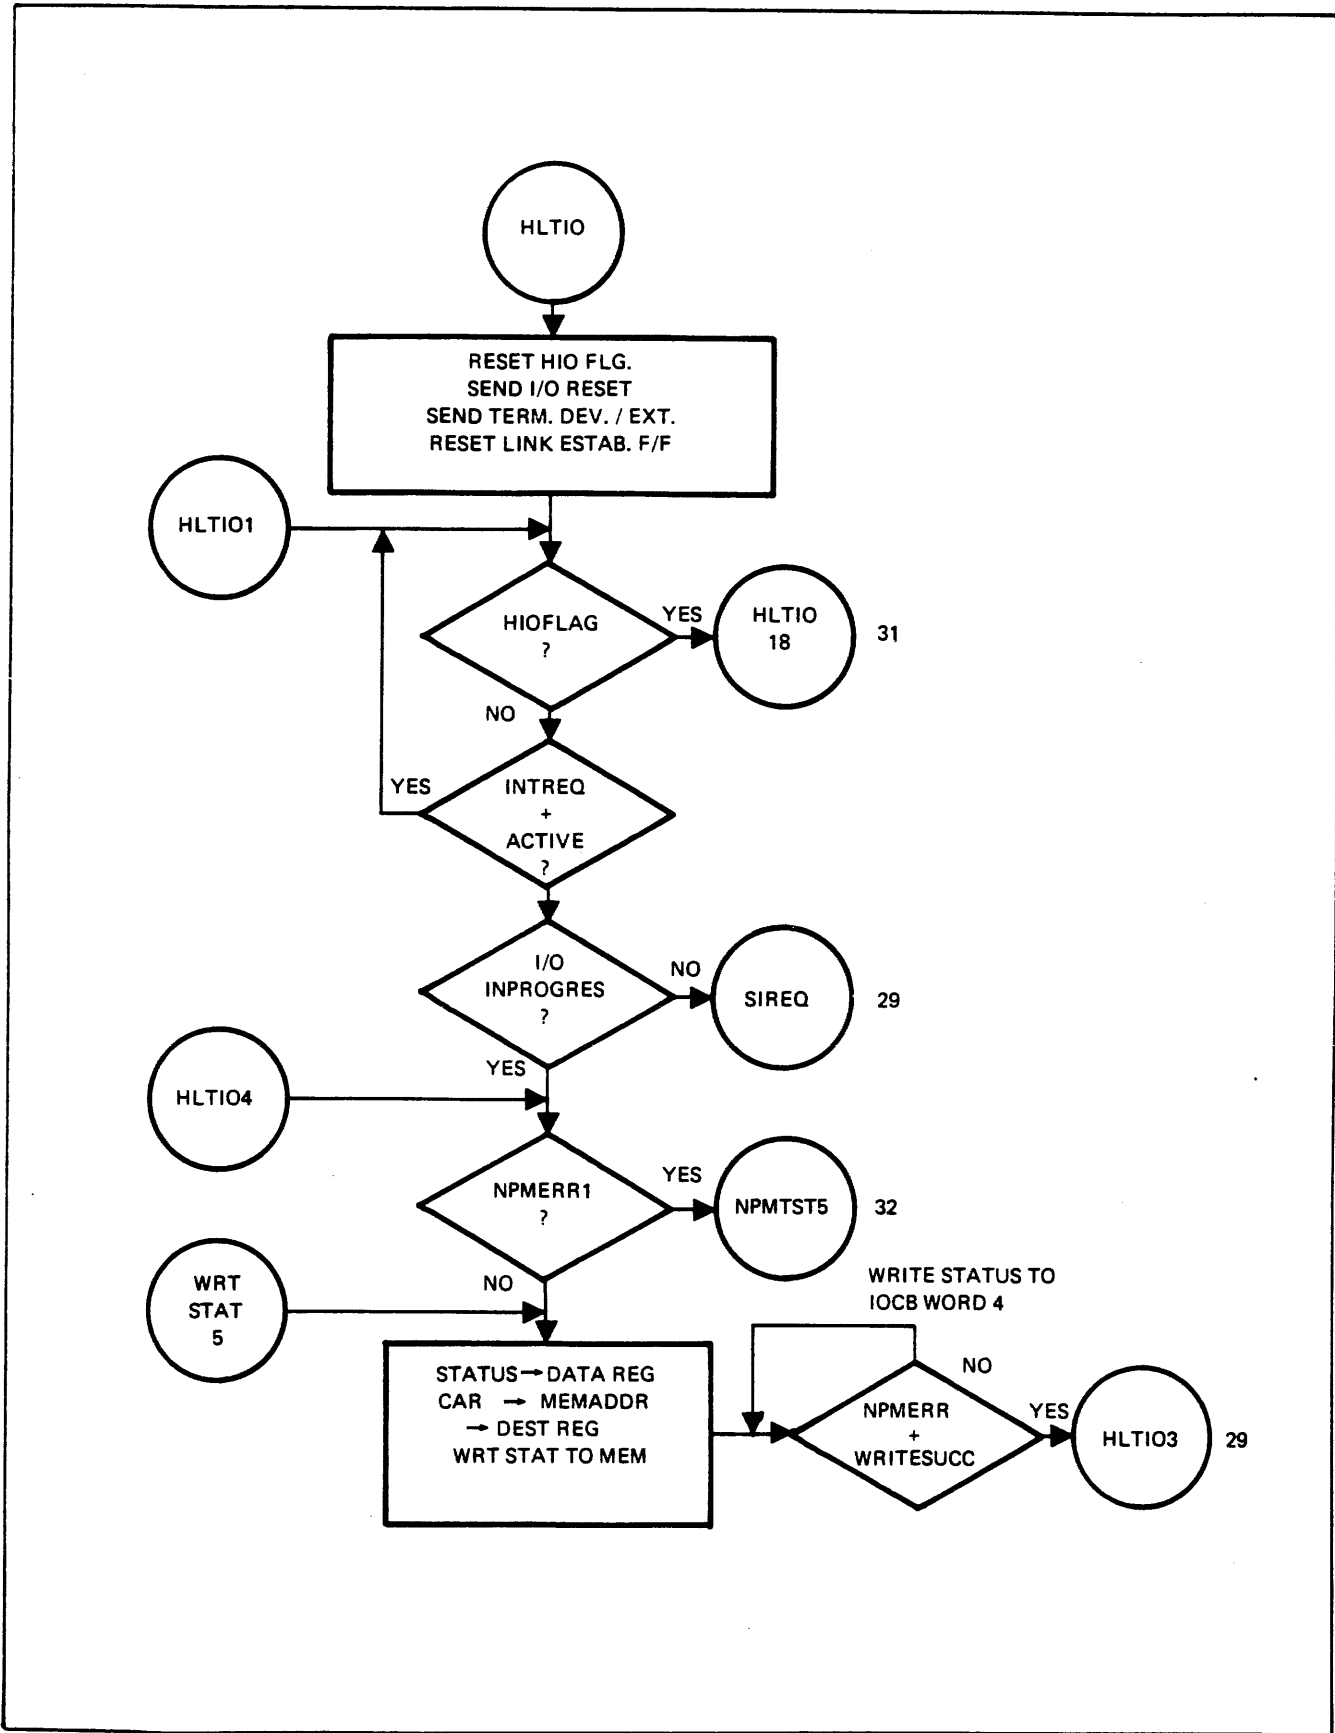 HLTIO
RESET HIO FLG.
SEND I/O RESET
SEND TERM. DEV. / EXT.
RESET LINK ESTAB. F/F
HLTIO1
HIOFLAG
?
YES
HLTIO
18
31
NO
INTREQ
+
ACTIVE
?
YES
I/O
INPROGRES
?
NO
SIREQ
29
YES
HLTIO4
NPMERR1
?
YES
NPMTST5
32
NO
WRT
STAT
5
WRITE STATUS TO
IOCB WORD 4
STATUS → DATA REG
CAR → MEMADDR
→ DEST REG
WRT STAT TO MEM
NPMERR
+
WRITESUCC
NO
YES
HLTIO3
29